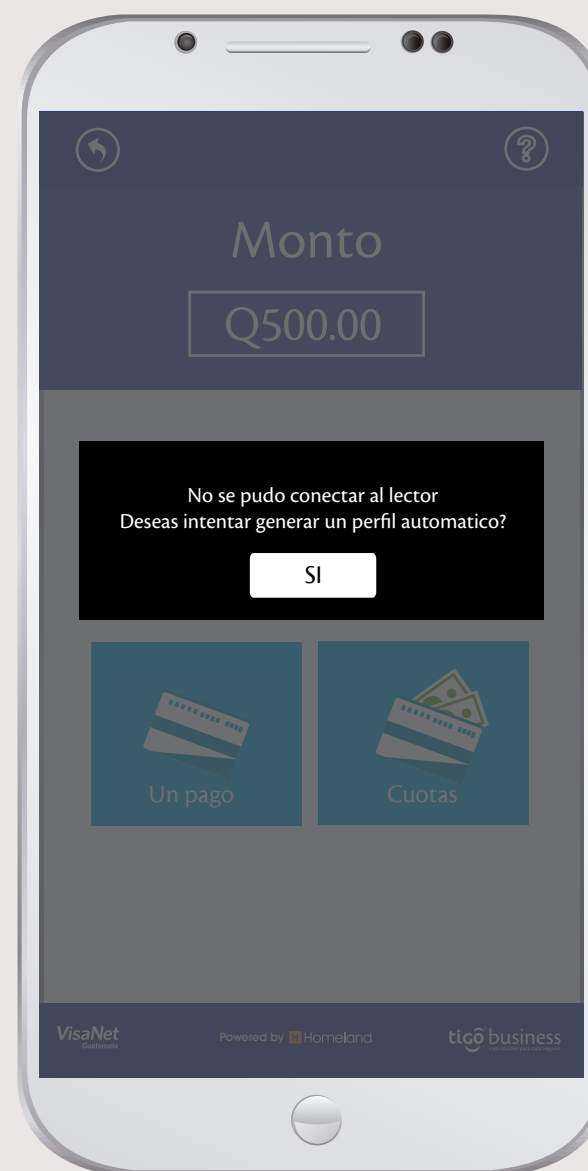 Monto
Q500.00
No se pudo conectar al lector
Deseas intentar generar un perfil automatico?
SI
Un pago
Cuotas
VisaNet
Guatemala
Powered by Homeland
tigo business